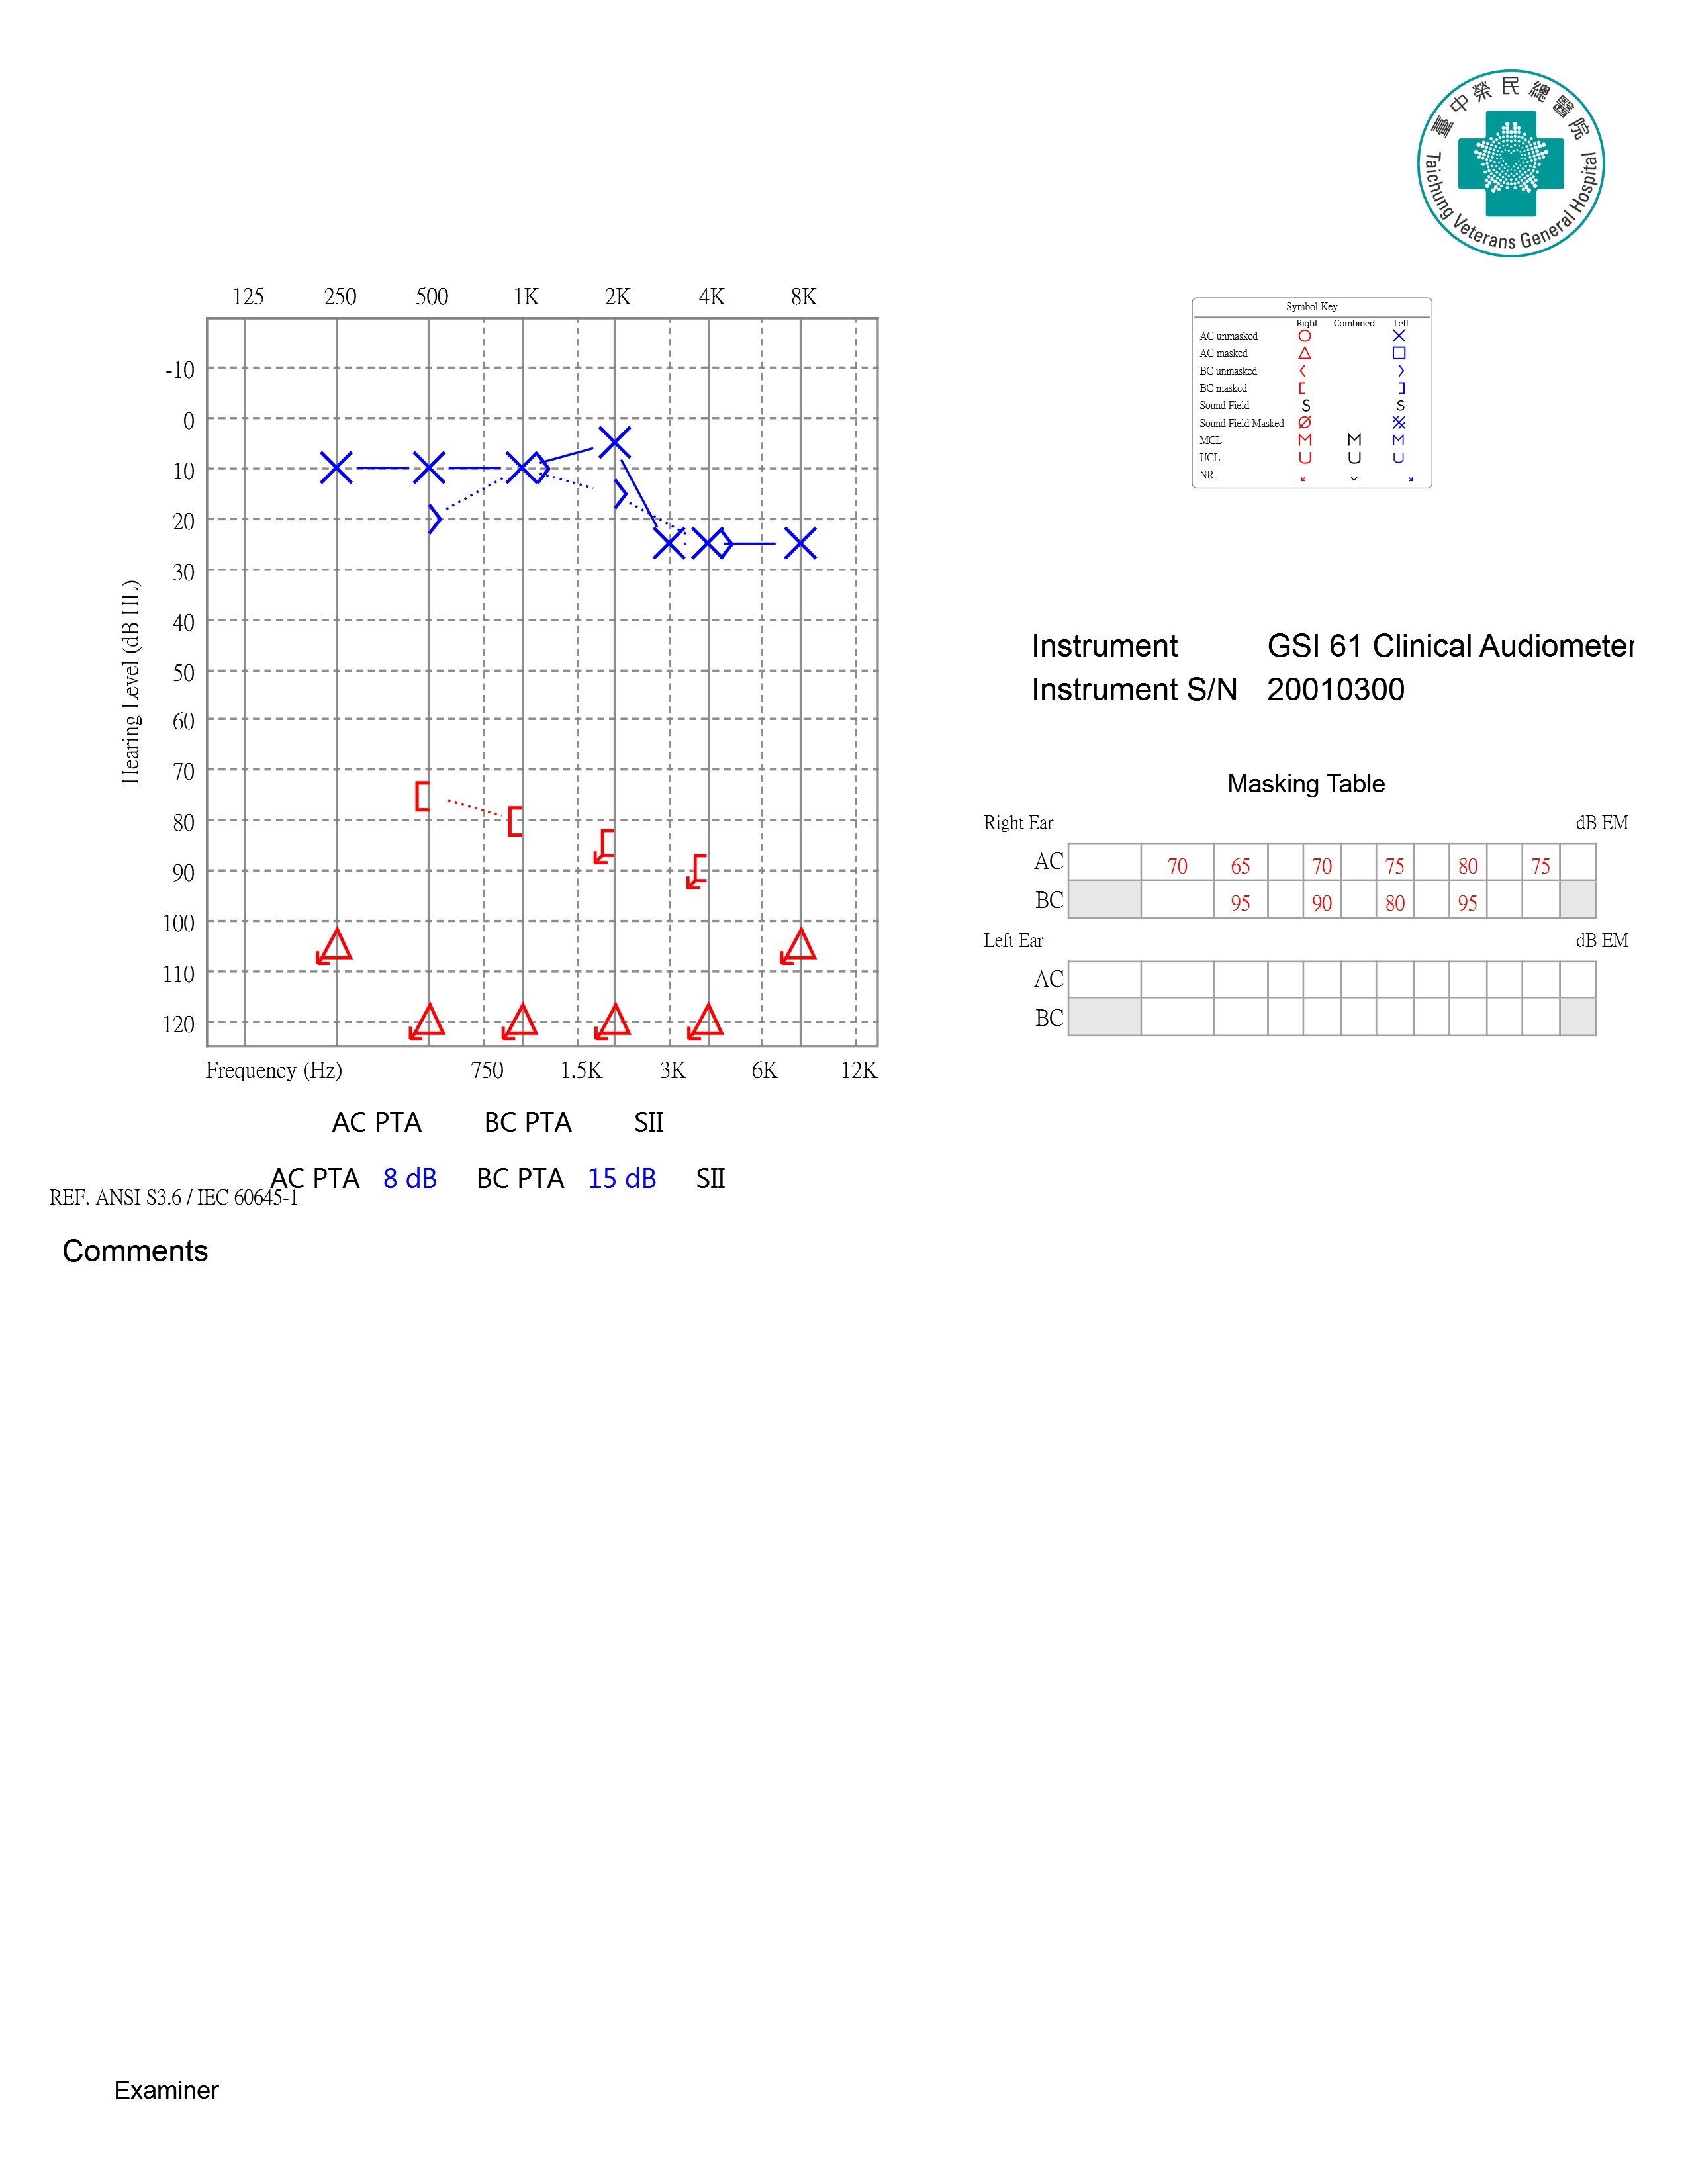 臺中榮民總醫院
Taichung Veterans General Hospital
125 250 500 1K 2K 4K 8K
Symbol Key
Right Combined Left
AC unmasked
AC masked
BC unmasked
BC masked
Sound Field S S
Sound Field Masked
MCL M M M
UCL U U U
NR
-10
0
10
20
30
40
50
60
70
80
90
100
110
120
Hearing Level (dB HL)
Frequency (Hz) 750 1.5K 3K 6K 12K
Instrument GSI 61 Clinical Audiometer
Instrument S/N 20010300
Masking Table
Right Ear dB EM
AC 70 65 70 75 80 75
BC 95 90 80 95
Left Ear dB EM
AC
BC
AC PTA BC PTA SII
AC PTA 8 dB BC PTA 15 dB SII
REF. ANSI S3.6 / IEC 60645-1
Comments
Examiner